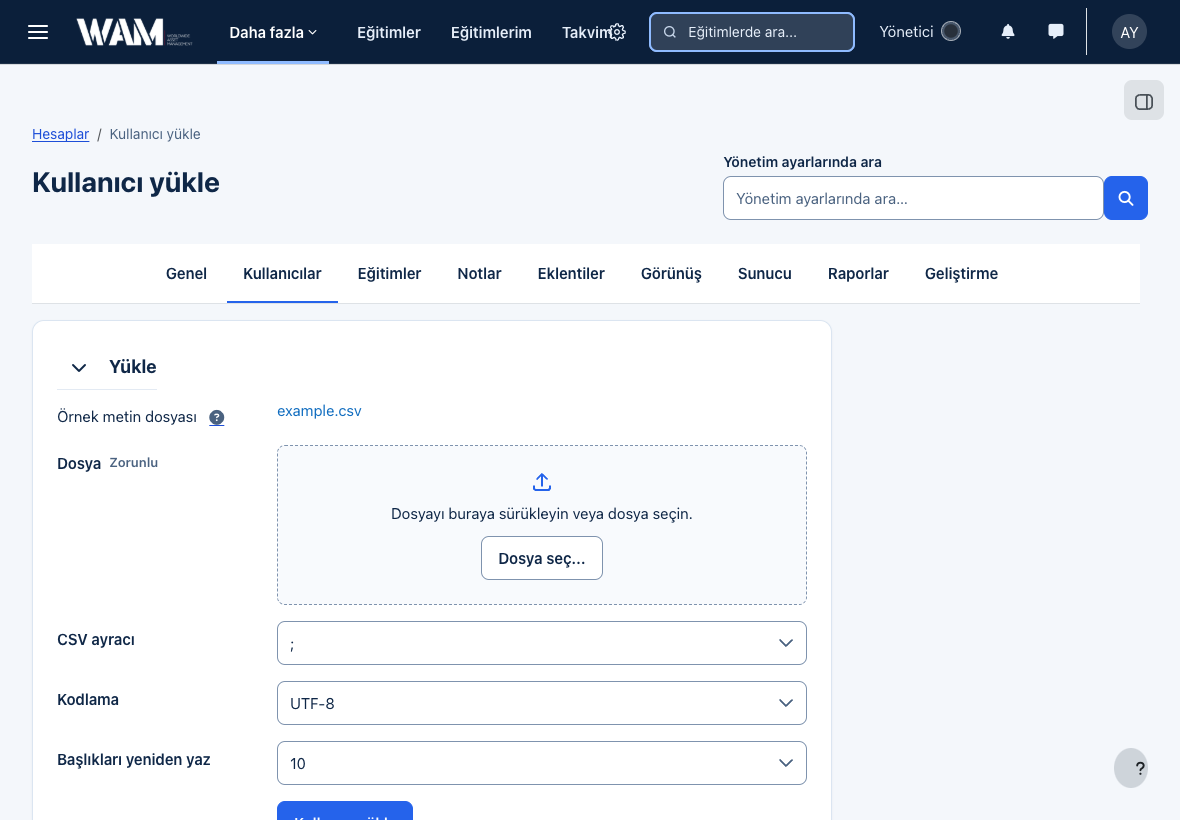 WAM
Daha fazla
Eğitimler
Eğitimlerim
Takvim
Eğitimlerde ara...
Yönetici
AY
Hesaplar / Kullanıcı yükle
Kullanıcı yükle
Yönetim ayarlarında ara
Yönetim ayarlarında ara...
Genel
Kullanıcılar
Eğitimler
Notlar
Eklentiler
Görünüş
Sunucu
Raporlar
Geliştirme
Yükle
Örnek metin dosyası ?
example.csv
Dosya Zorunlu
Dosyayı buraya sürükleyin veya dosya seçin.
Dosya seç...
CSV ayracı
;
Kodlama
UTF-8
Başlıkları yeniden yaz
10
?